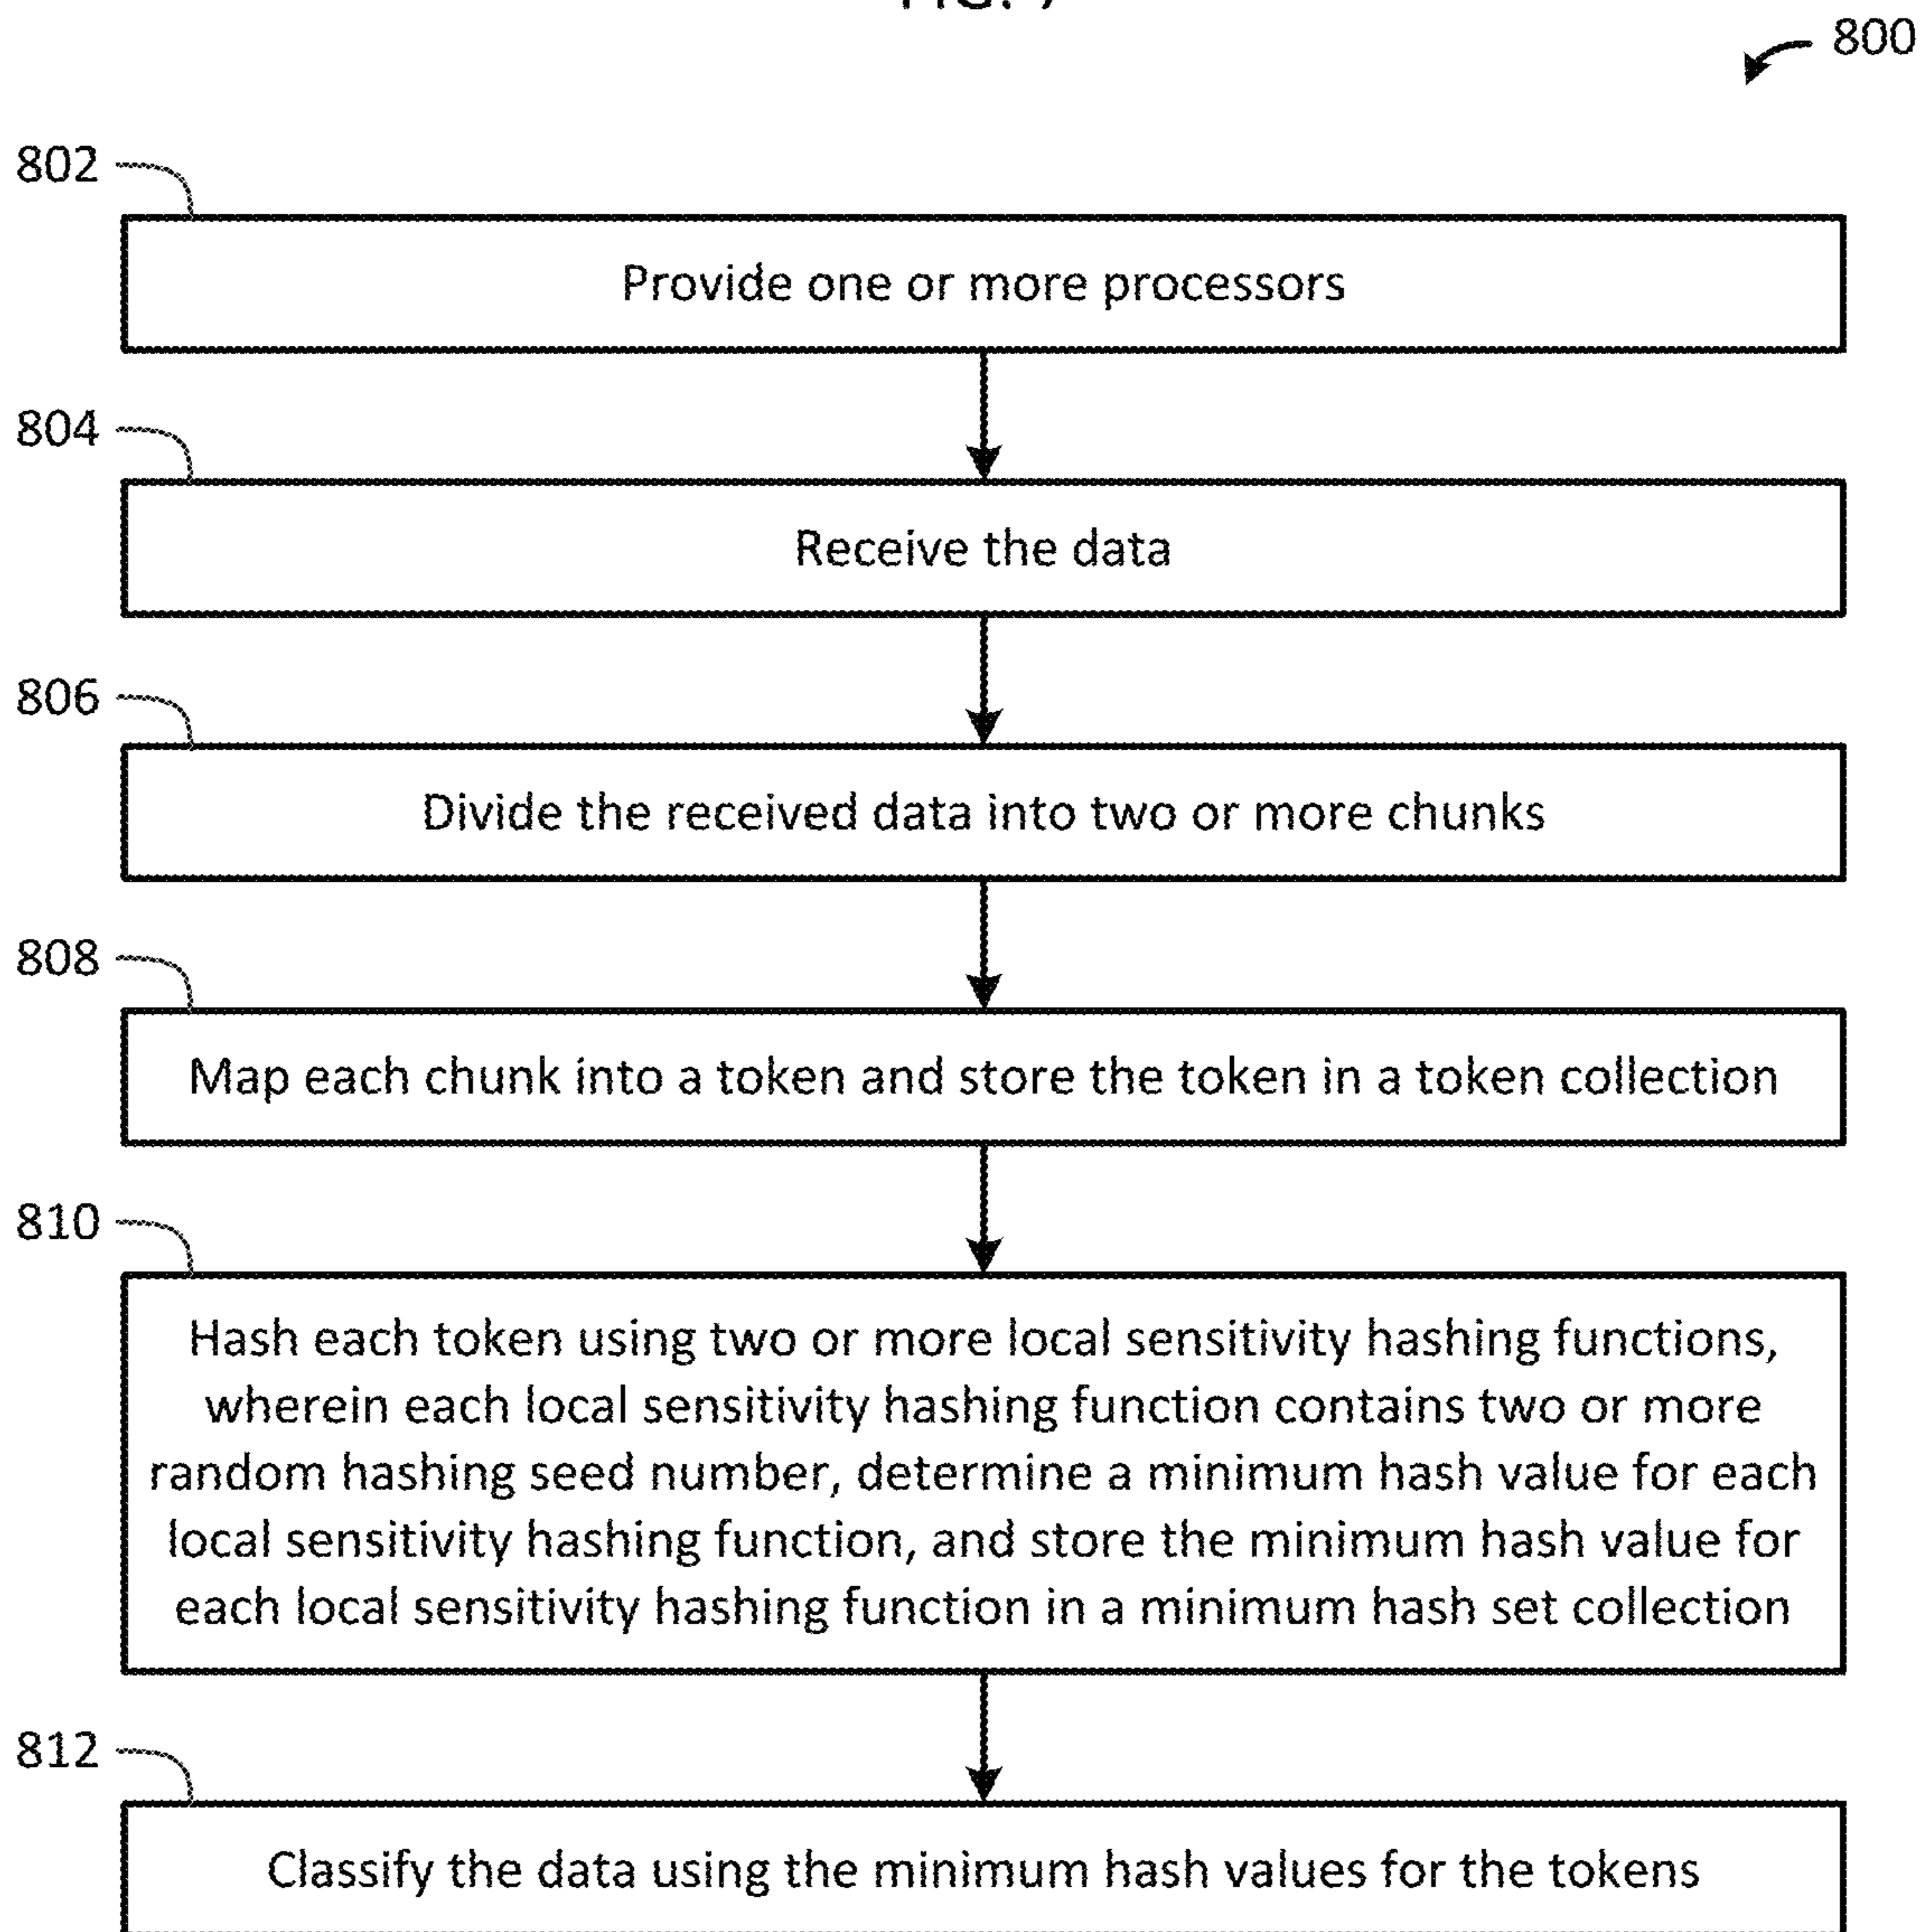 800
802
Provide one or more processors
804
Receive the data
806
Divide the received data into two or more chunks
808
Map each chunk into a token and store the token in a token collection
810
Hash each token using two or more local sensitivity hashing functions,
wherein each local sensitivity hashing function contains two or more
random hashing seed number, determine a minimum hash value for each
local sensitivity hashing function, and store the minimum hash value for
each local sensitivity hashing function in a minimum hash set collection
812
Classify the data using the minimum hash values for the tokens